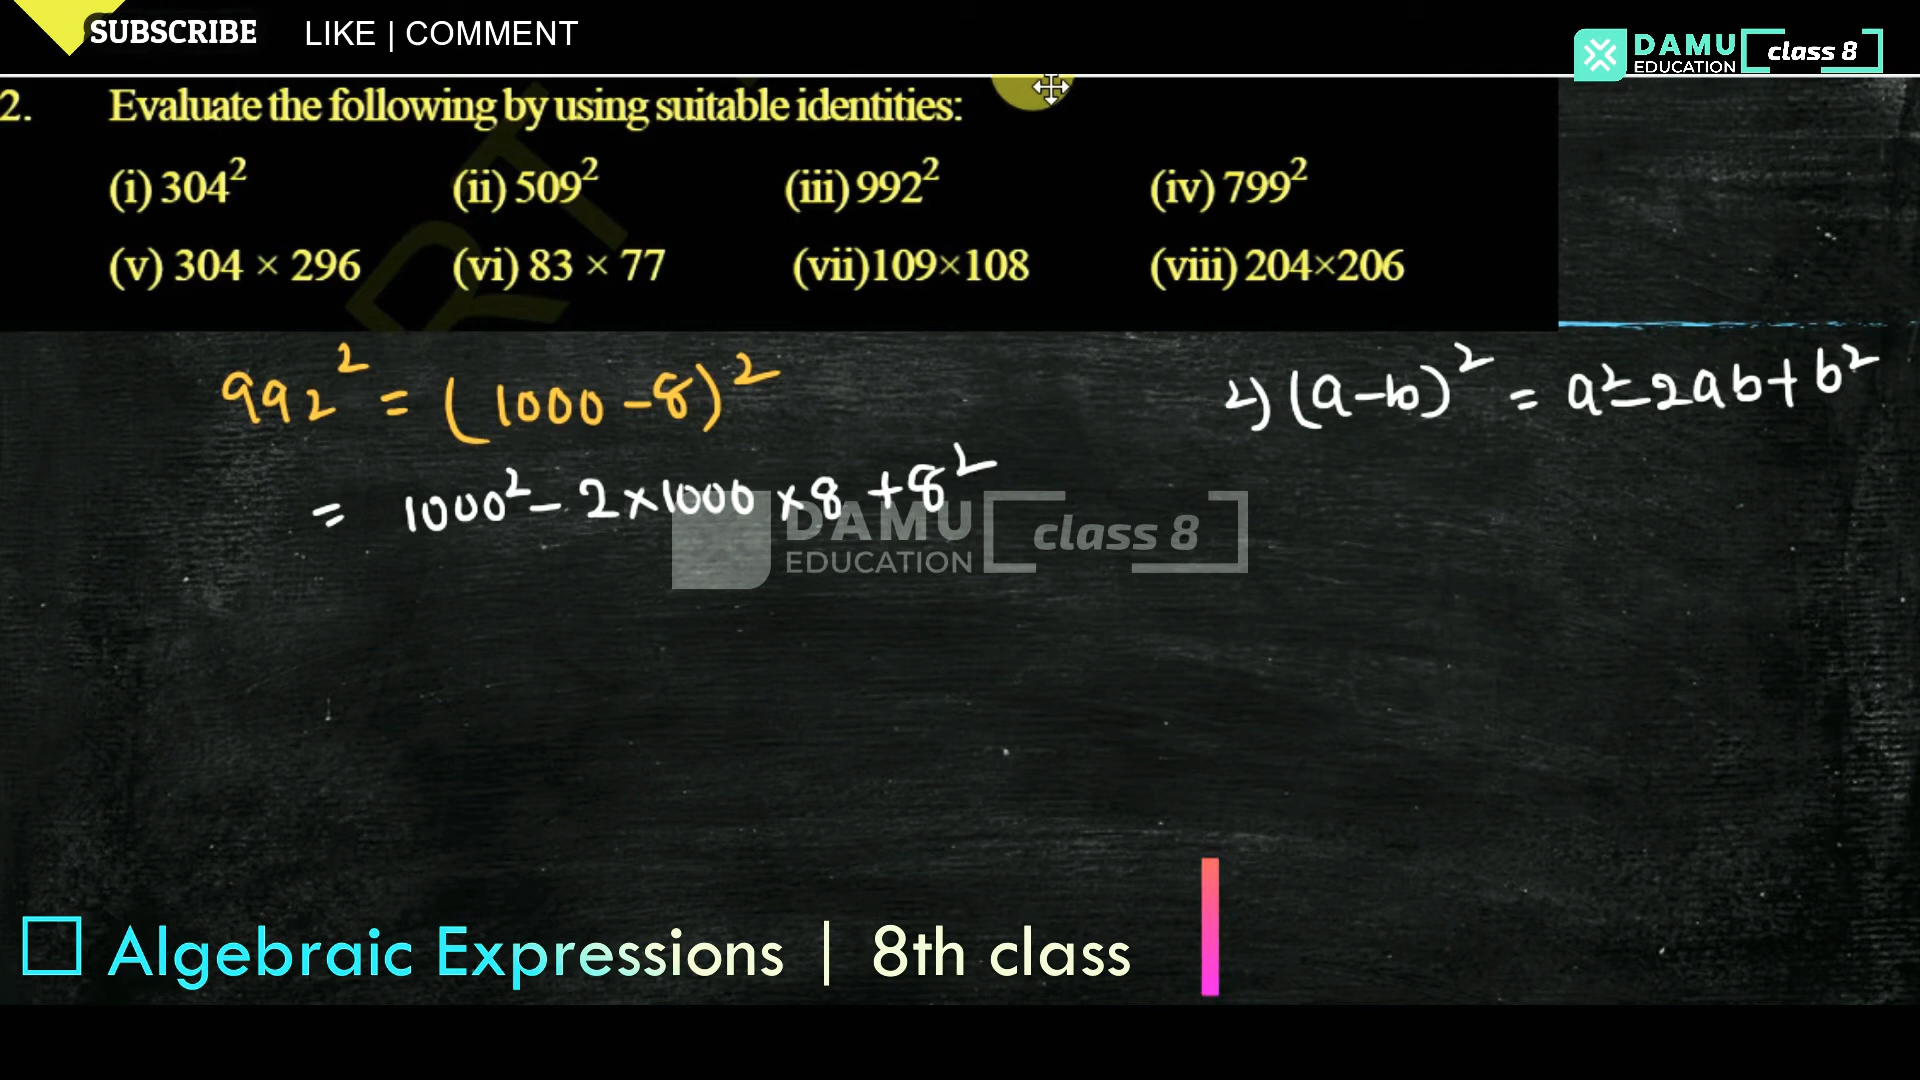 SUBSCRIBE LIKE | COMMENT
DAMU EDUCATION class 8
2. Evaluate the following by using suitable identities:
(i) 304² (ii) 509² (iii) 992² (iv) 799²
(v) 304 × 296 (vi) 83 × 77 (vii)109×108 (viii) 204×206
992² = (1000 - 8)²
2) (a-b)² = a² - 2ab + b²
= 1000² - 2×1000×8 + 8²
DAMU EDUCATION class 8
Algebraic Expressions | 8th class